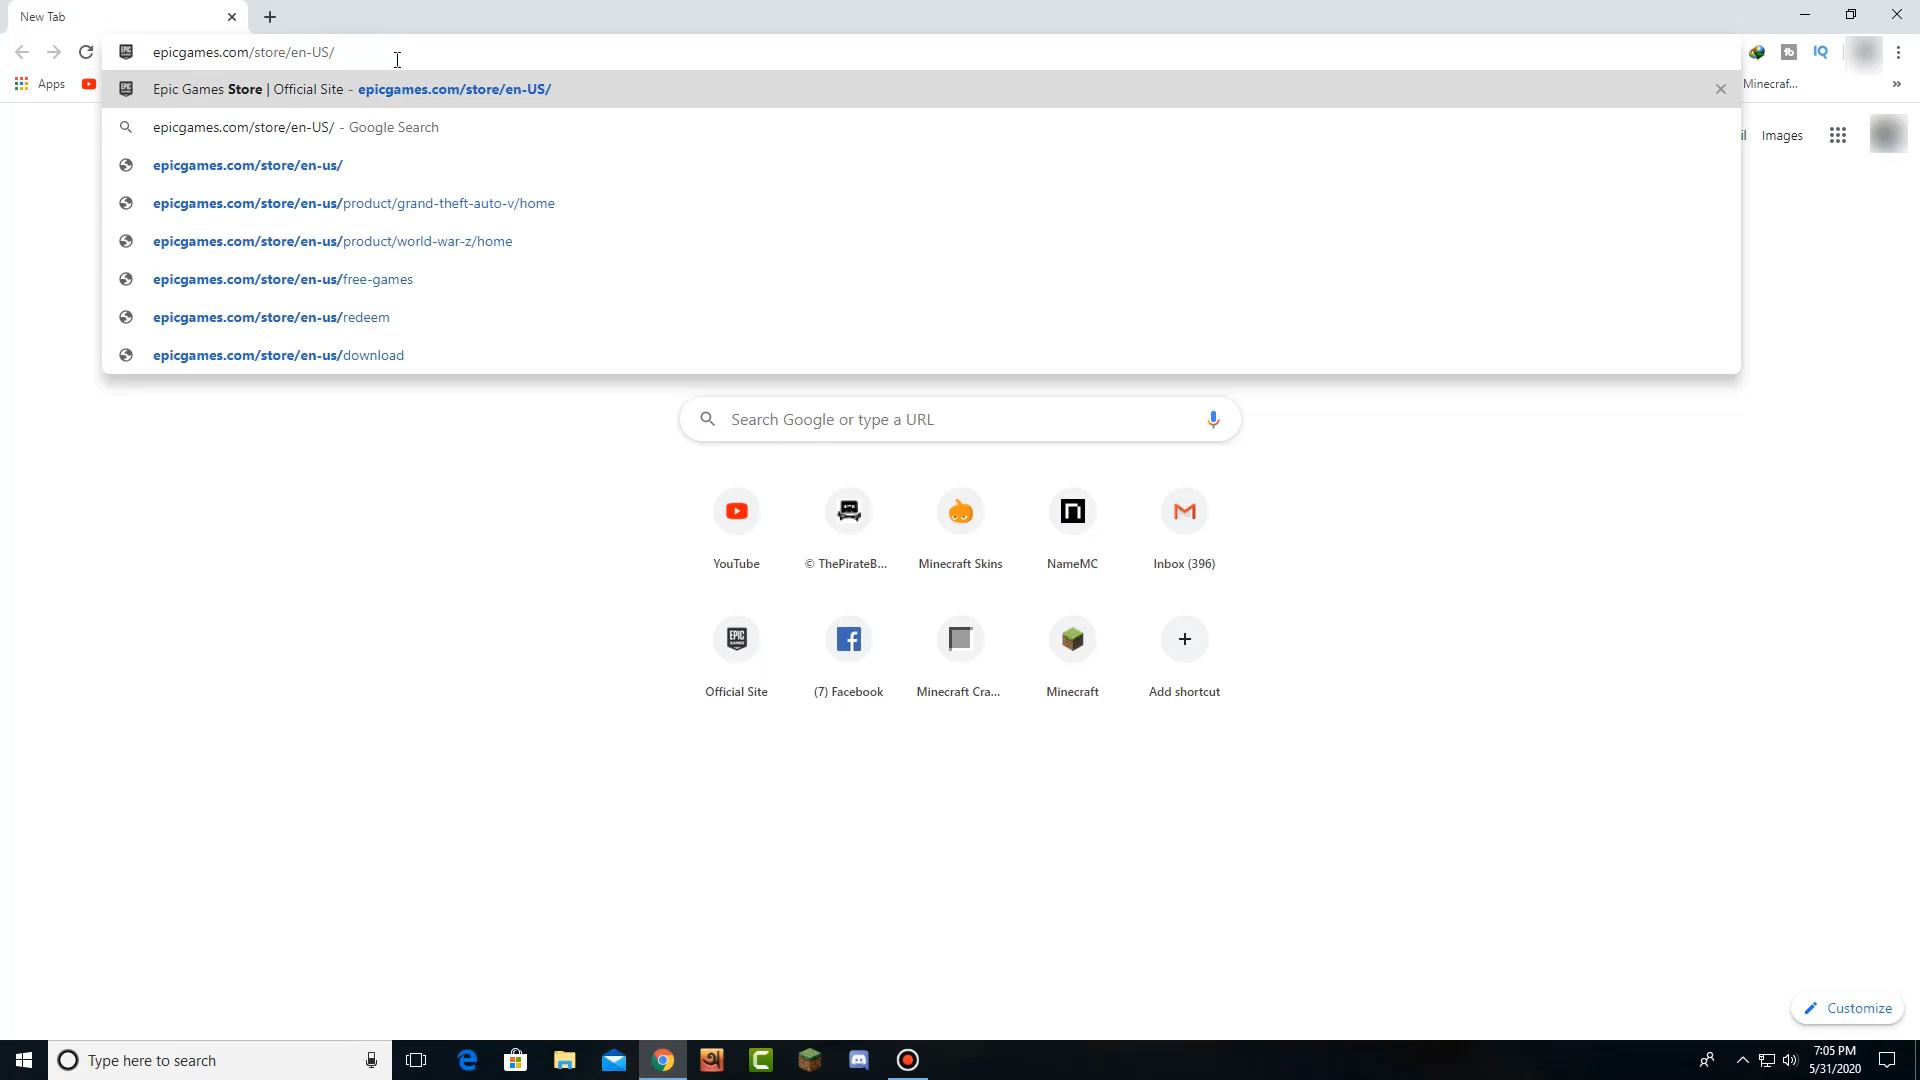 New Tab
epicgames.com/store/en-US/
Apps
Minecraf...
Epic Games Store | Official Site - epicgames.com/store/en-US/
epicgames.com/store/en-US/ - Google Search
il
Images
epicgames.com/store/en-us/
epicgames.com/store/en-us/product/grand-theft-auto-v/home
epicgames.com/store/en-us/product/world-war-z/home
epicgames.com/store/en-us/free-games
epicgames.com/store/en-us/redeem
epicgames.com/store/en-us/download
Search Google or type a URL
YouTube
© ThePirateB...
Minecraft Skins
NameMC
Inbox (396)
EPIC GAMES
Official Site
(7) Facebook
Minecraft Cra...
Minecraft
Add shortcut
Customize
Type here to search
7:05 PM
5/31/2020